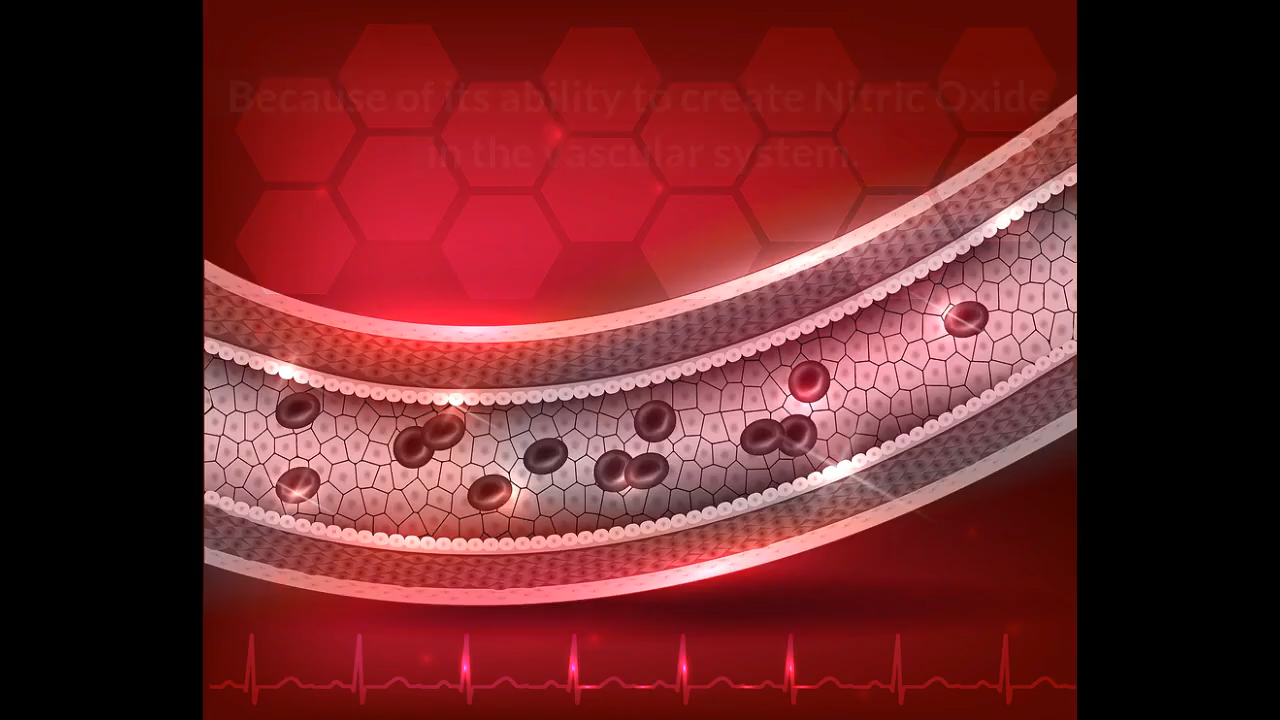 Because of its ability to create Nitric Oxide
in the vascular system.